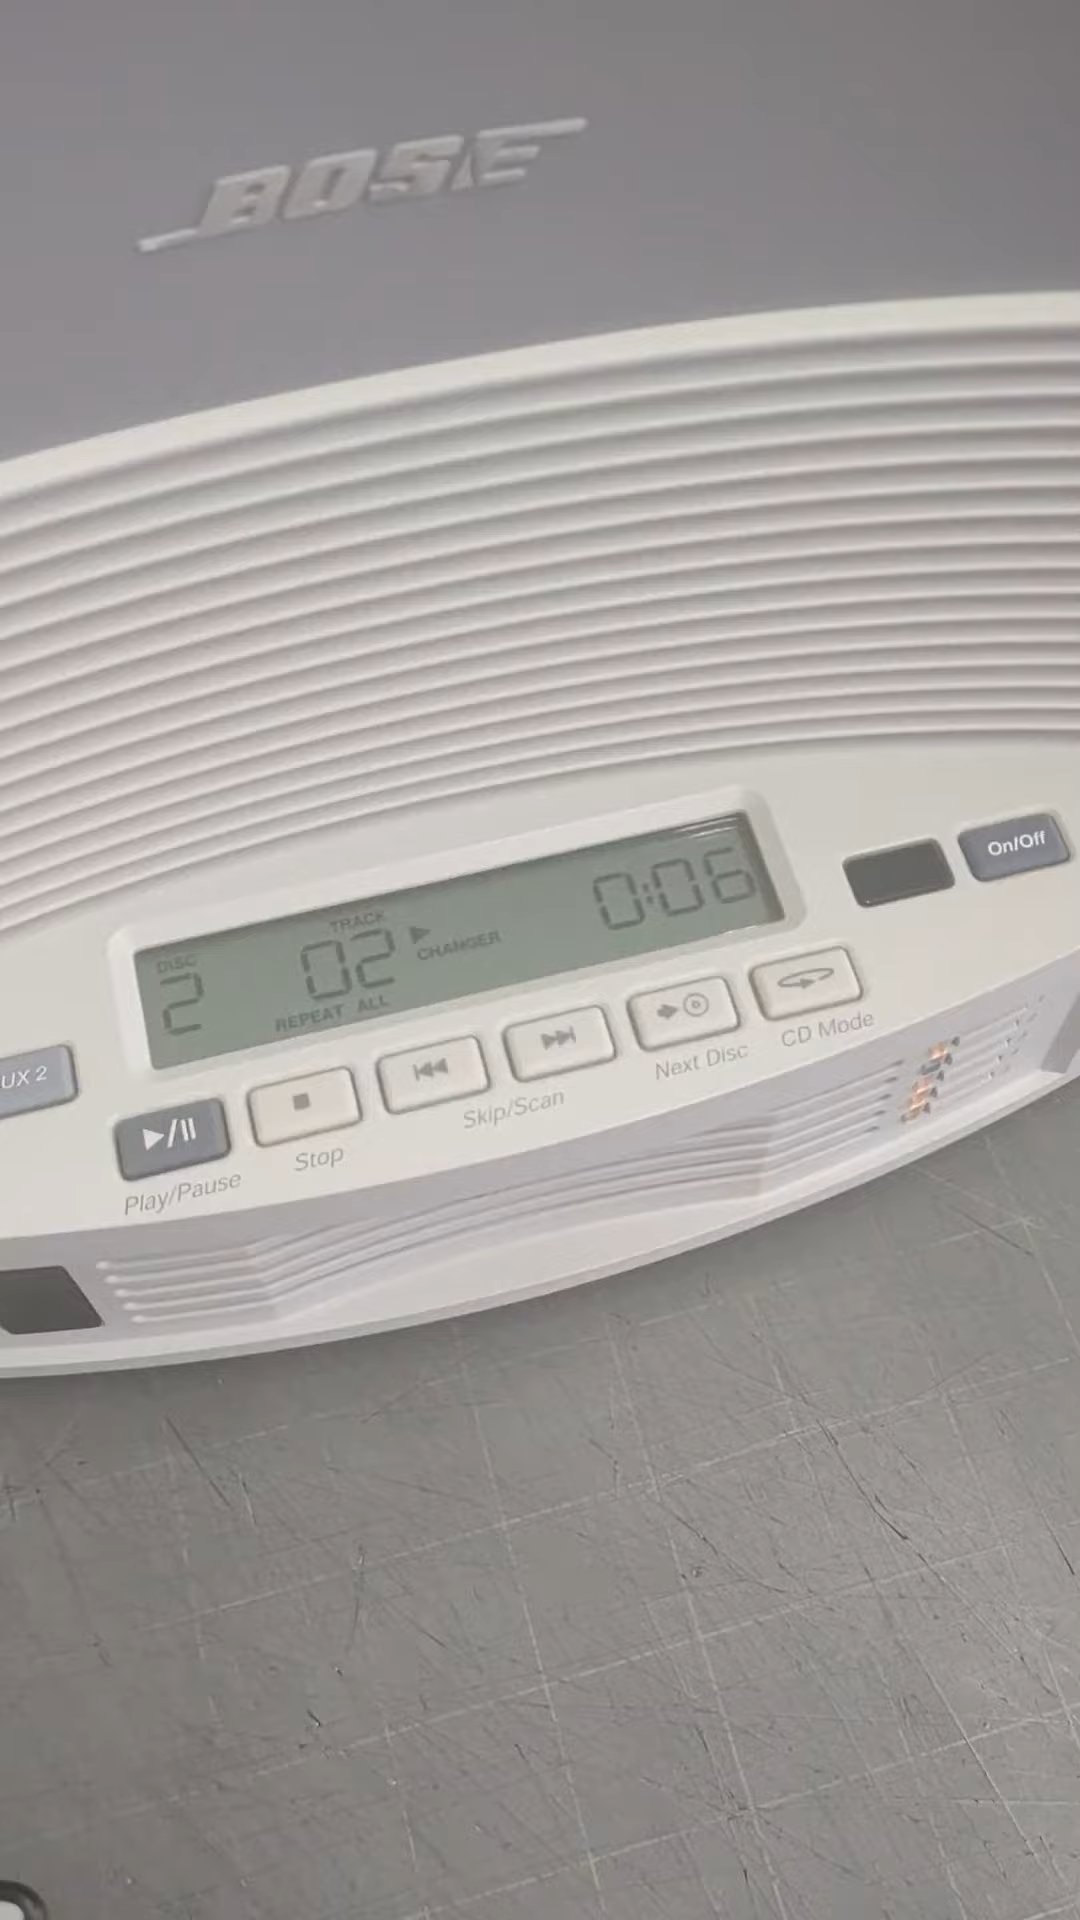 BOSE
DISC
2
TRACK
02
CHANGER
REPEAT ALL
0:06
On/Off
UX 2
Play/Pause
Stop
Skip/Scan
Next Disc
CD Mode